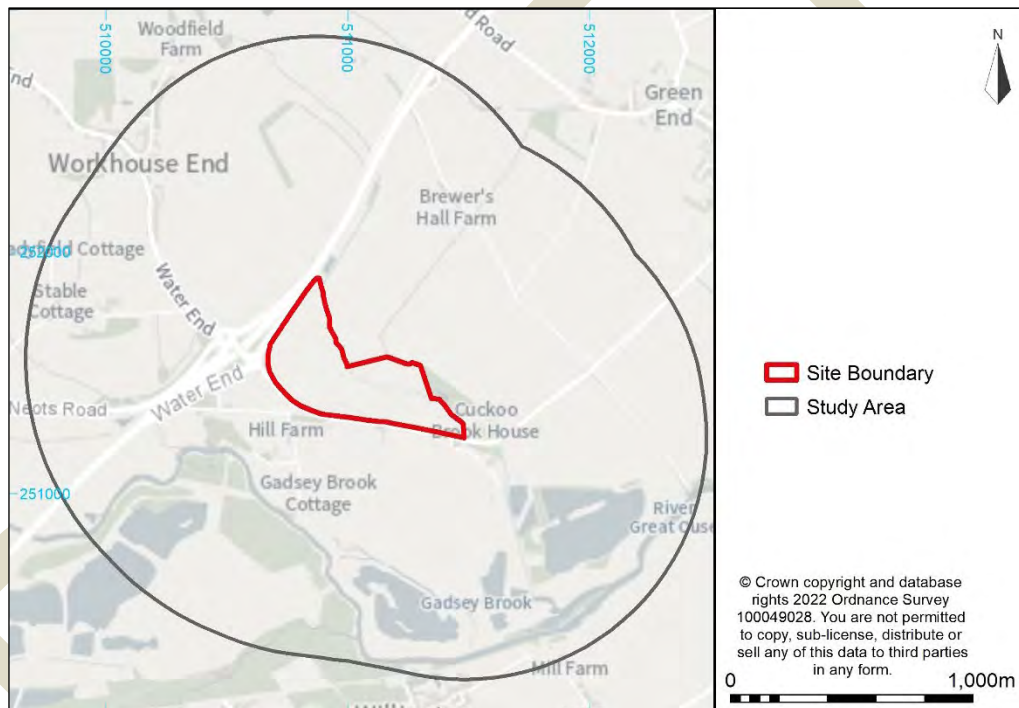 Woodfield
Farm
510000
511000
512000
d Road
N
End
Green
End
Workhouse End
Brewer's
Hall Farm
field Cottage
Stable
Cottage
Water End
Water End
Neots Road
Hill Farm
Cuckoo
Brook House
Gadsey Brook
Cottage
251000
River
Great Ouse
Gadsey Brook
Mill Farm
Site Boundary
Study Area
© Crown copyright and database
rights 2022 Ordnance Survey
100049028. You are not permitted
to copy, sub-license, distribute or
sell any of this data to third parties
in any form.
0 1,000m